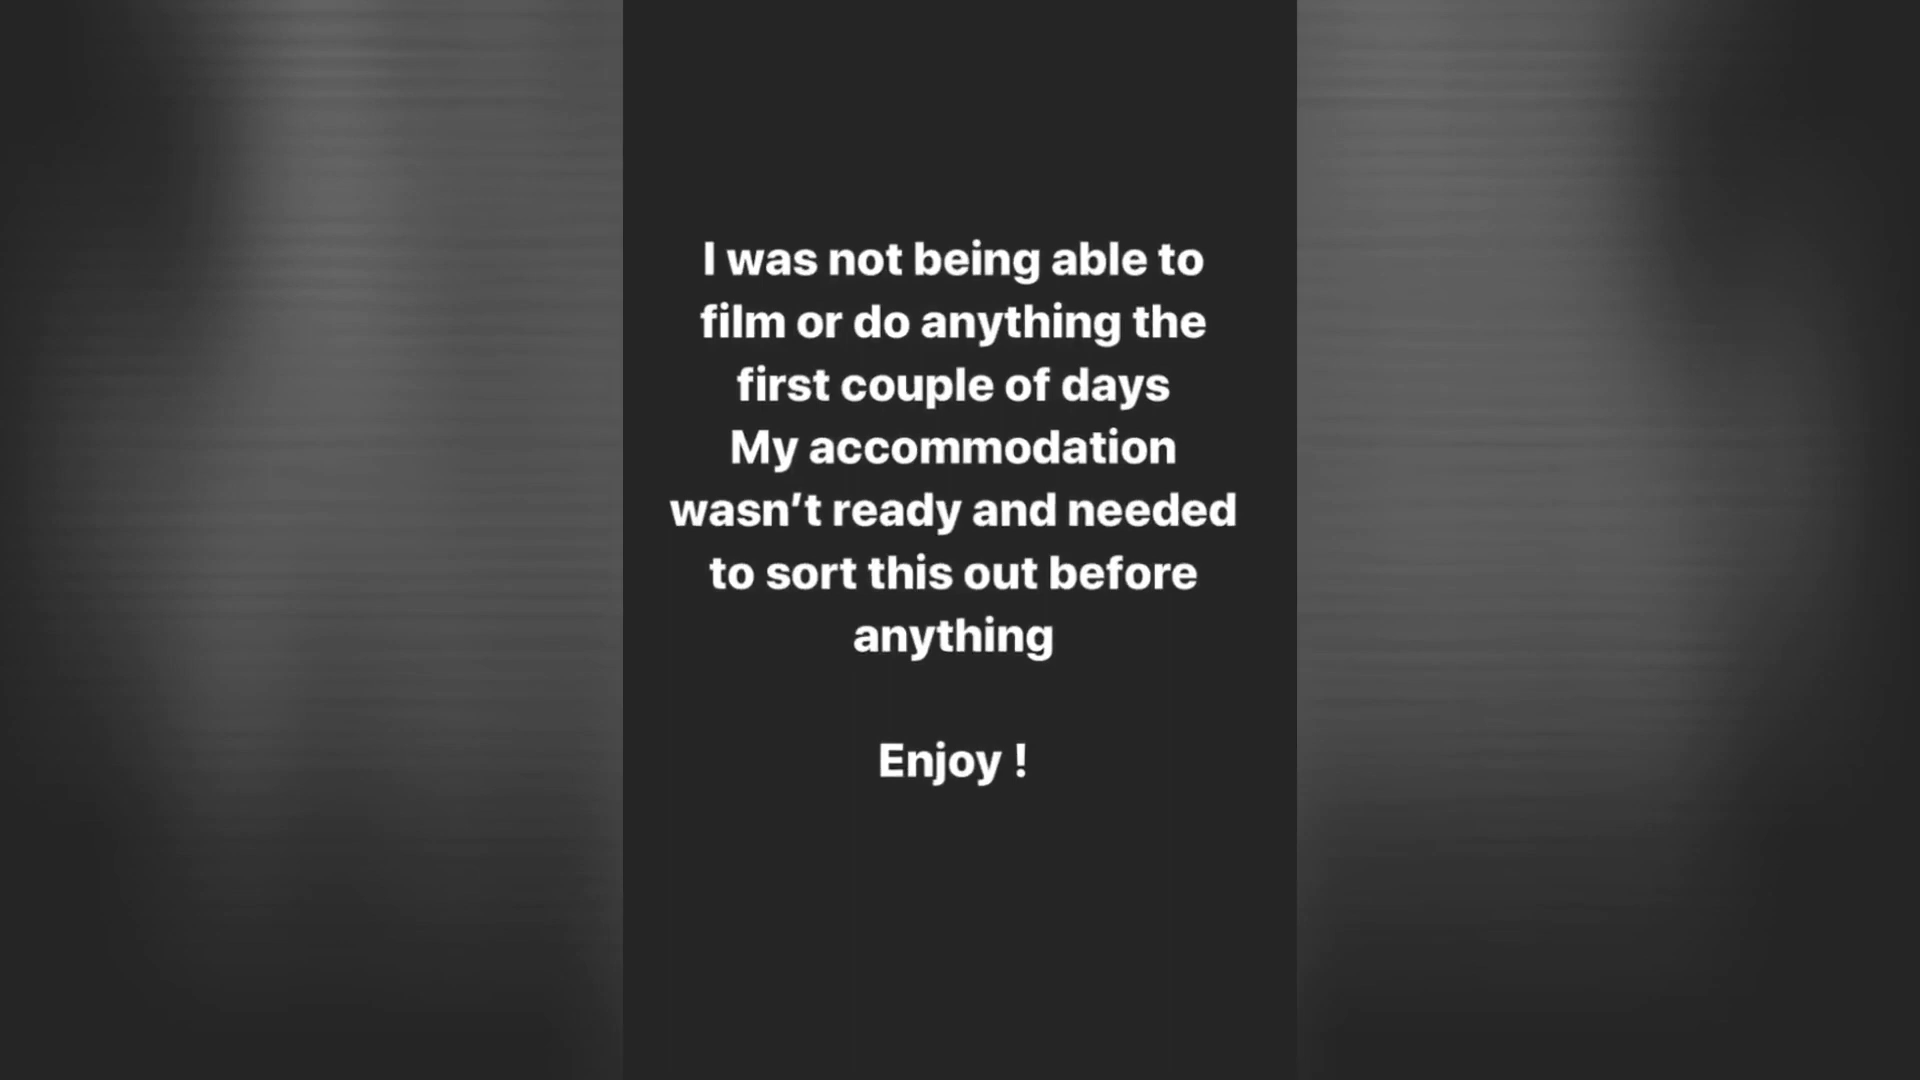 I was not being able to
film or do anything the
first couple of days
My accommodation
wasn’t ready and needed
to sort this out before
anything
Enjoy !